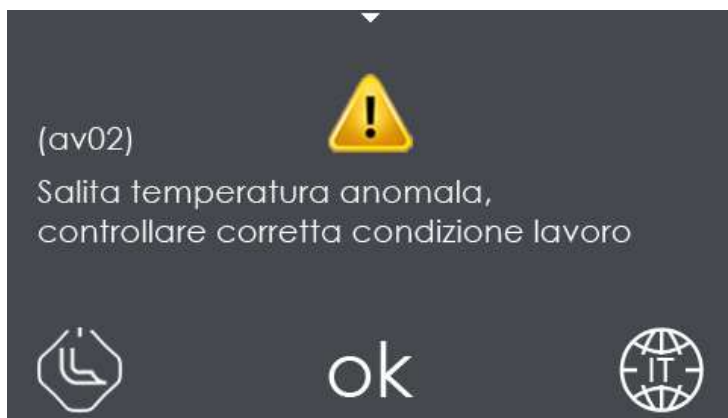 (av02)
Salita temperatura anomala,
controllare corretta condizione lavoro
ok
IT